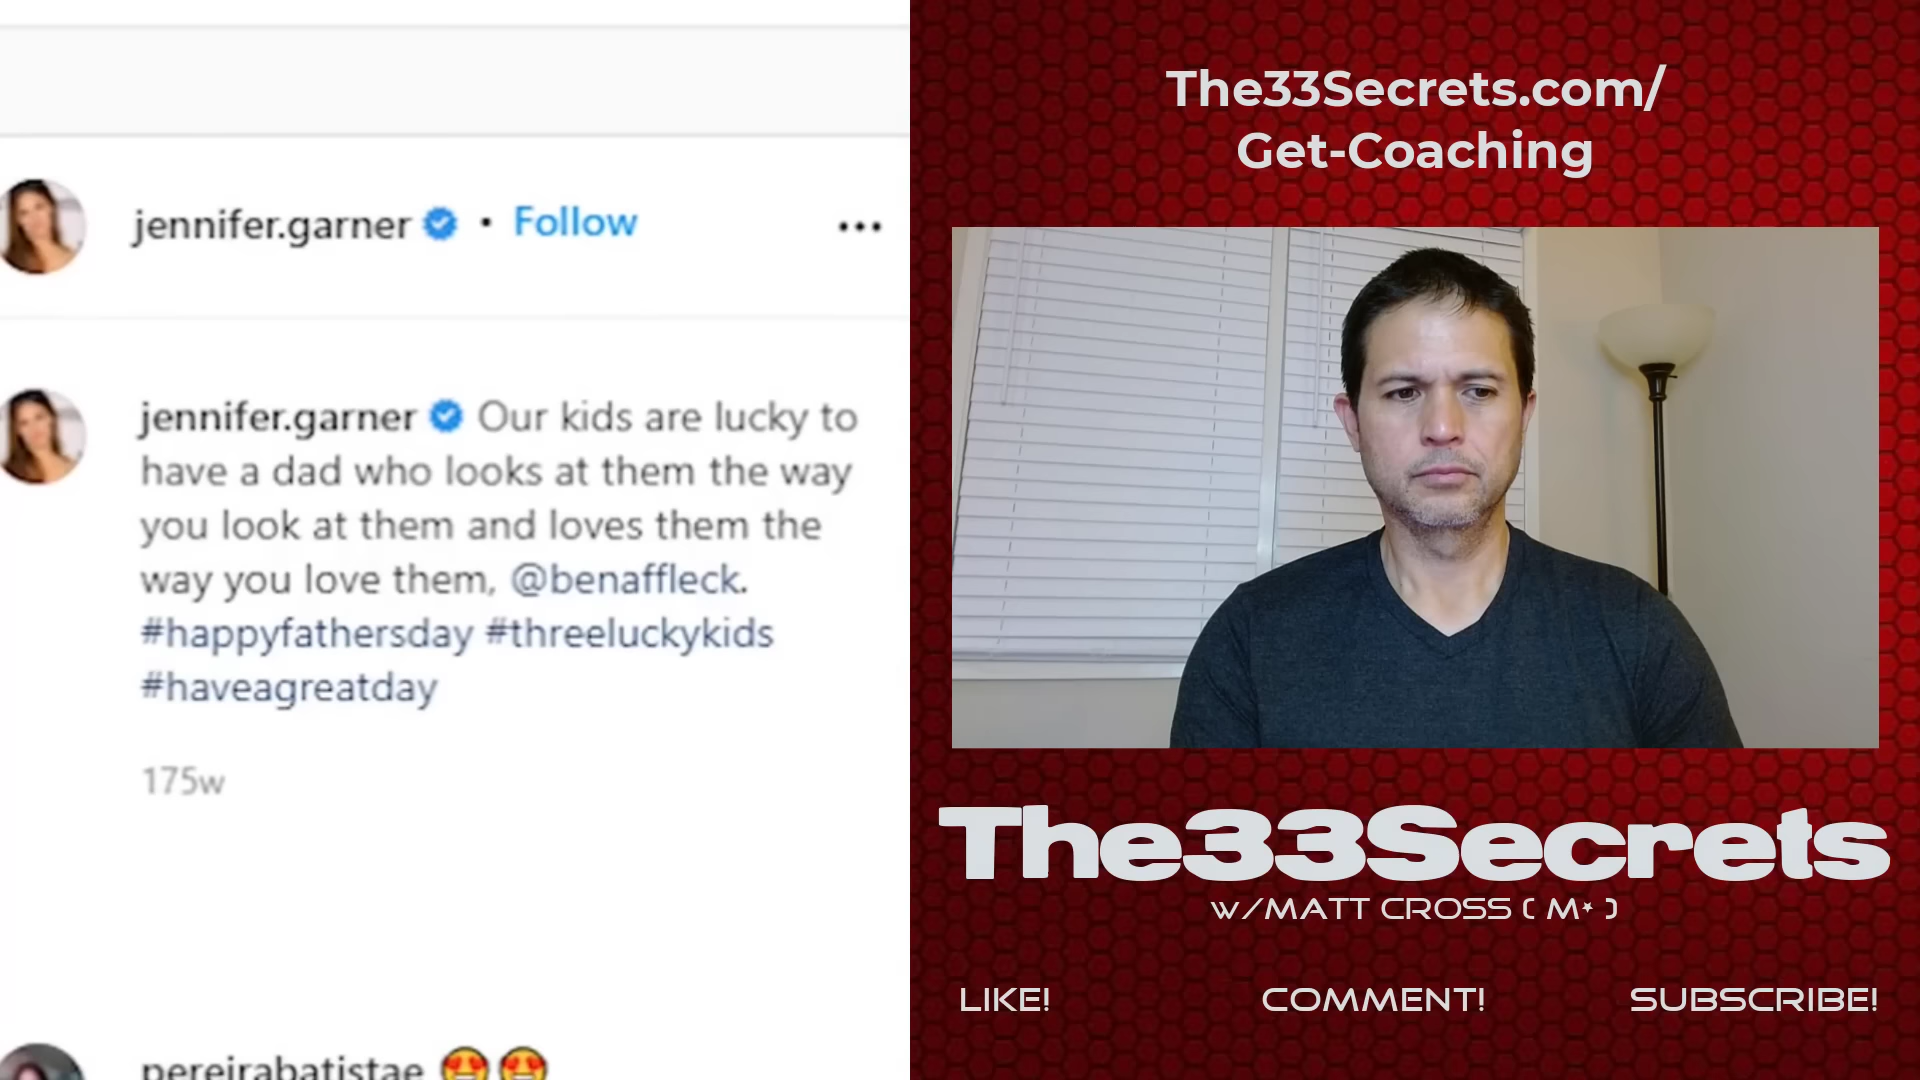 jennifer.garner • Follow
jennifer.garner Our kids are lucky to
have a dad who looks at them the way
you look at them and loves them the
way you love them, @benaffleck.
#happyfathersday #threeluckykids
#haveagreatday
175w
pereirabatistae 😍😍
The33Secrets.com/
Get-Coaching
The33Secrets
w/MATT CROSS ( M★ )
LIKE!
COMMENT!
SUBSCRIBE!